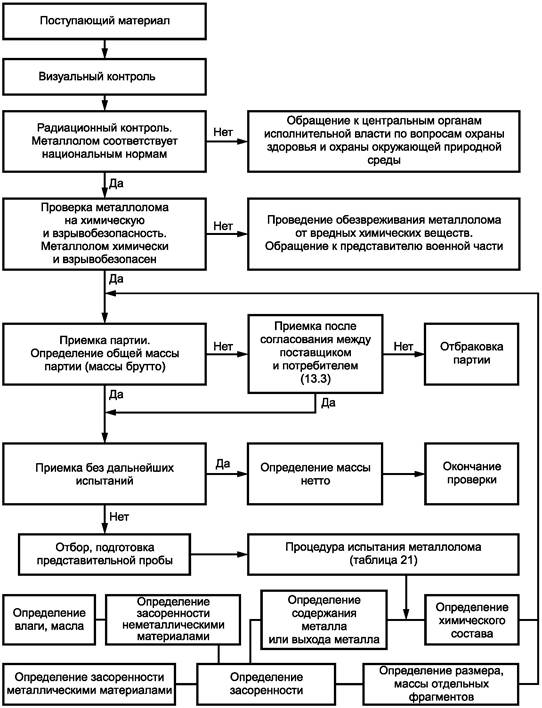 Поступающий материал
Визуальный контроль
Радиационный контроль.
Металлолом соответствует
национальным нормам
Нет
Обращение к центральным органам
исполнительной власти по вопросам охраны
здоровья и охраны окружающей природной
среды
Да
Проверка металлолома
на химическую
и взрывобезопасность.
Металлолом химически
и взрывобезопасен
Нет
Проведение обезвреживания металлолома
от вредных химических веществ.
Обращение к представителю военной части
Да
Приемка партии.
Определение общей массы
партии (массы брутто)
Нет
Приемка после
согласования между
поставщиком
и потребителем
(13.3)
Нет
Отбраковка
партии
Да
Да
Приемка без дальнейших
испытаний
Да
Определение массы
нетто
Окончание
проверки
Нет
Отбор, подготовка
представительной пробы
Процедура испытания металлолома
(таблица 21)
Определение
влаги, масла
Определение
засоренности
неметаллическими
материалами
Определение
содержания
металла
или выхода металла
Определение
химического
состава
Определение засоренности
металлическими материалами
Определение
засоренности
Определение размера,
массы отдельных
фрагментов